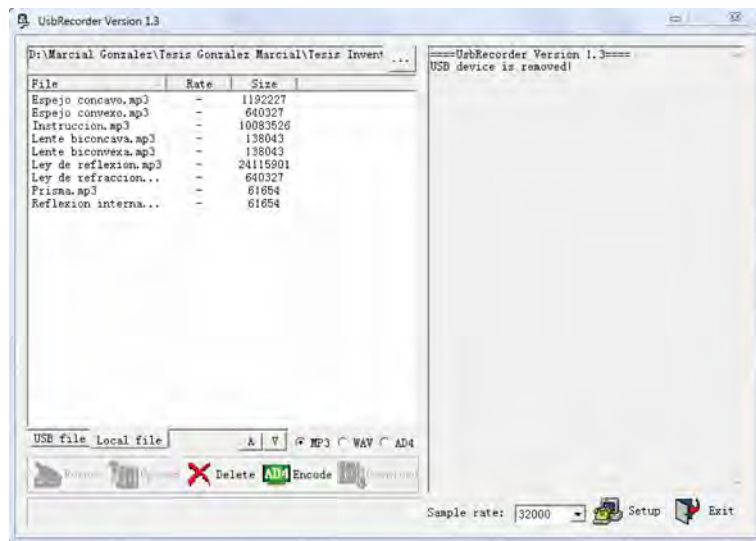 UsbRecorder Version 1.3
D:\Marcial Gonzalez\Tesis Gonzalez Marcial\Tesis Invent ...
File Rate Size
Espejo concavo.mp3 - 1192227
Espejo convexo.mp3 - 640327
Instruccion.mp3 - 10083526
Lente biconcava.mp3 - 138043
Lente biconvexa.mp3 - 138043
Ley de reflexion.mp3 - 24115901
Ley de refraccion... - 640327
Prisma.mp3 - 61654
Reflexion interna... - 61654
USB file Local file
MP3 WAV AD4
Delete AD4 Encode
====UsbRecorder Version 1.3====
USB device is removed!
Sample rate: 32000 Setup Exit